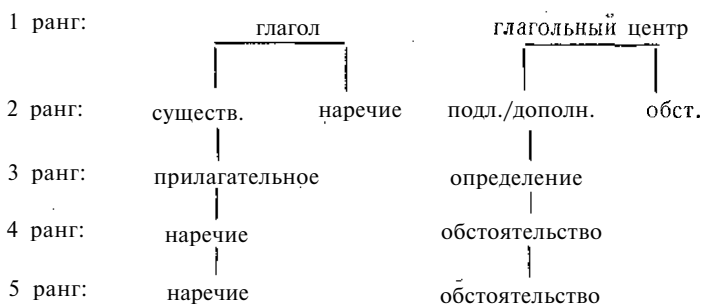 1 ранг: глагол глагольный центр
2 ранг: существ. наречие подл./дополн. обст.
3 ранг: прилагательное определение
4 ранг: наречие обстоятельство
5 ранг: наречие обстоятельство